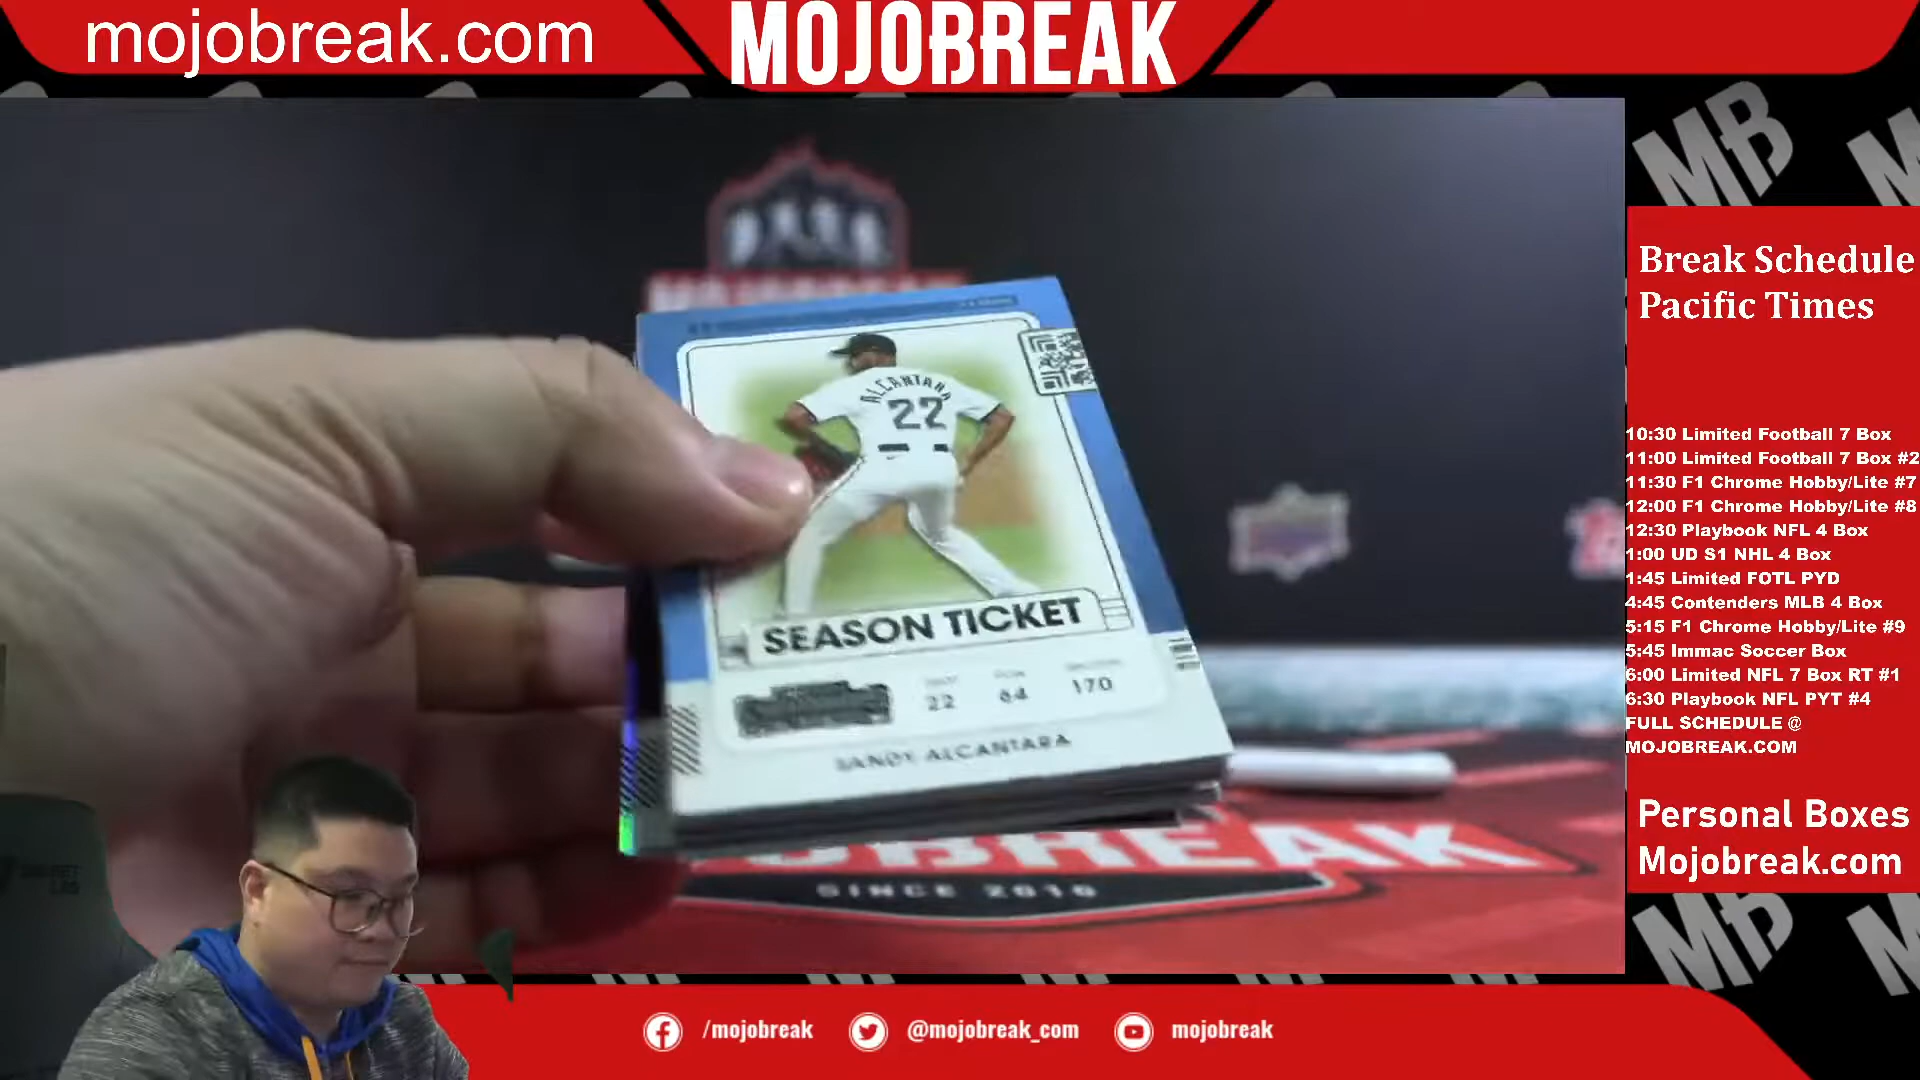 mojobreak.com
MOJOBREAK
Break Schedule
Pacific Times
10:30 Limited Football 7 Box
11:00 Limited Football 7 Box #2
11:30 F1 Chrome Hobby/Lite #7
12:00 F1 Chrome Hobby/Lite #8
12:30 Playbook NFL 4 Box
1:00 UD S1 NHL 4 Box
1:45 Limited FOTL PYD
4:45 Contenders MLB 4 Box
5:15 F1 Chrome Hobby/Lite #9
5:45 Immac Soccer Box
6:00 Limited NFL 7 Box RT #1
6:30 Playbook NFL PYT #4
FULL SCHEDULE @
MOJOBREAK.COM
Personal Boxes
Mojobreak.com
MB
MB
ALCANTARA
22
SEASON TICKET
22 64 170
SANDY ALCANTARA
SINCE 2010
/mojobreak
@mojobreak_com
mojobreak